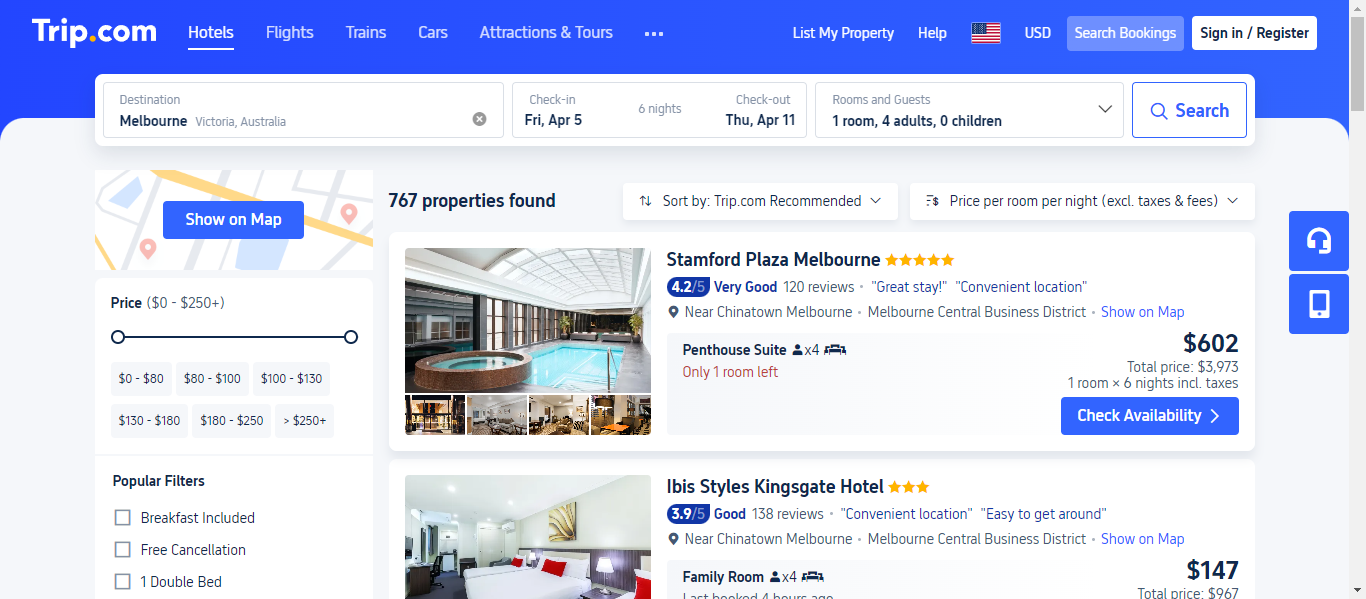 Trip.com
Hotels Flights Trains Cars Attractions & Tours ... List My Property Help USD Search Bookings Sign in / Register
Destination
Melbourne Victoria, Australia
Check-in
Fri, Apr 5
6 nights
Check-out
Thu, Apr 11
Rooms and Guests
1 room, 4 adults, 0 children
Search
Show on Map
Price ($0 - $250+)
$0 - $80 $80 - $100 $100 - $130
$130 - $180 $180 - $250 > $250+
Popular Filters
Breakfast Included
Free Cancellation
1 Double Bed
767 properties found
Sort by: Trip.com Recommended
Price per room per night (excl. taxes & fees)
Stamford Plaza Melbourne
4.2/5 Very Good 120 reviews • "Great stay!" "Convenient location"
Near Chinatown Melbourne • Melbourne Central Business District • Show on Map
Penthouse Suite x4
Only 1 room left
$602
Total price: $3,973
1 room × 6 nights incl. taxes
Check Availability
Ibis Styles Kingsgate Hotel
3.9/5 Good 138 reviews • "Convenient location" "Easy to get around"
Near Chinatown Melbourne • Melbourne Central Business District • Show on Map
Family Room x4
Last booked 4 hours ago
$147
Total price: $967